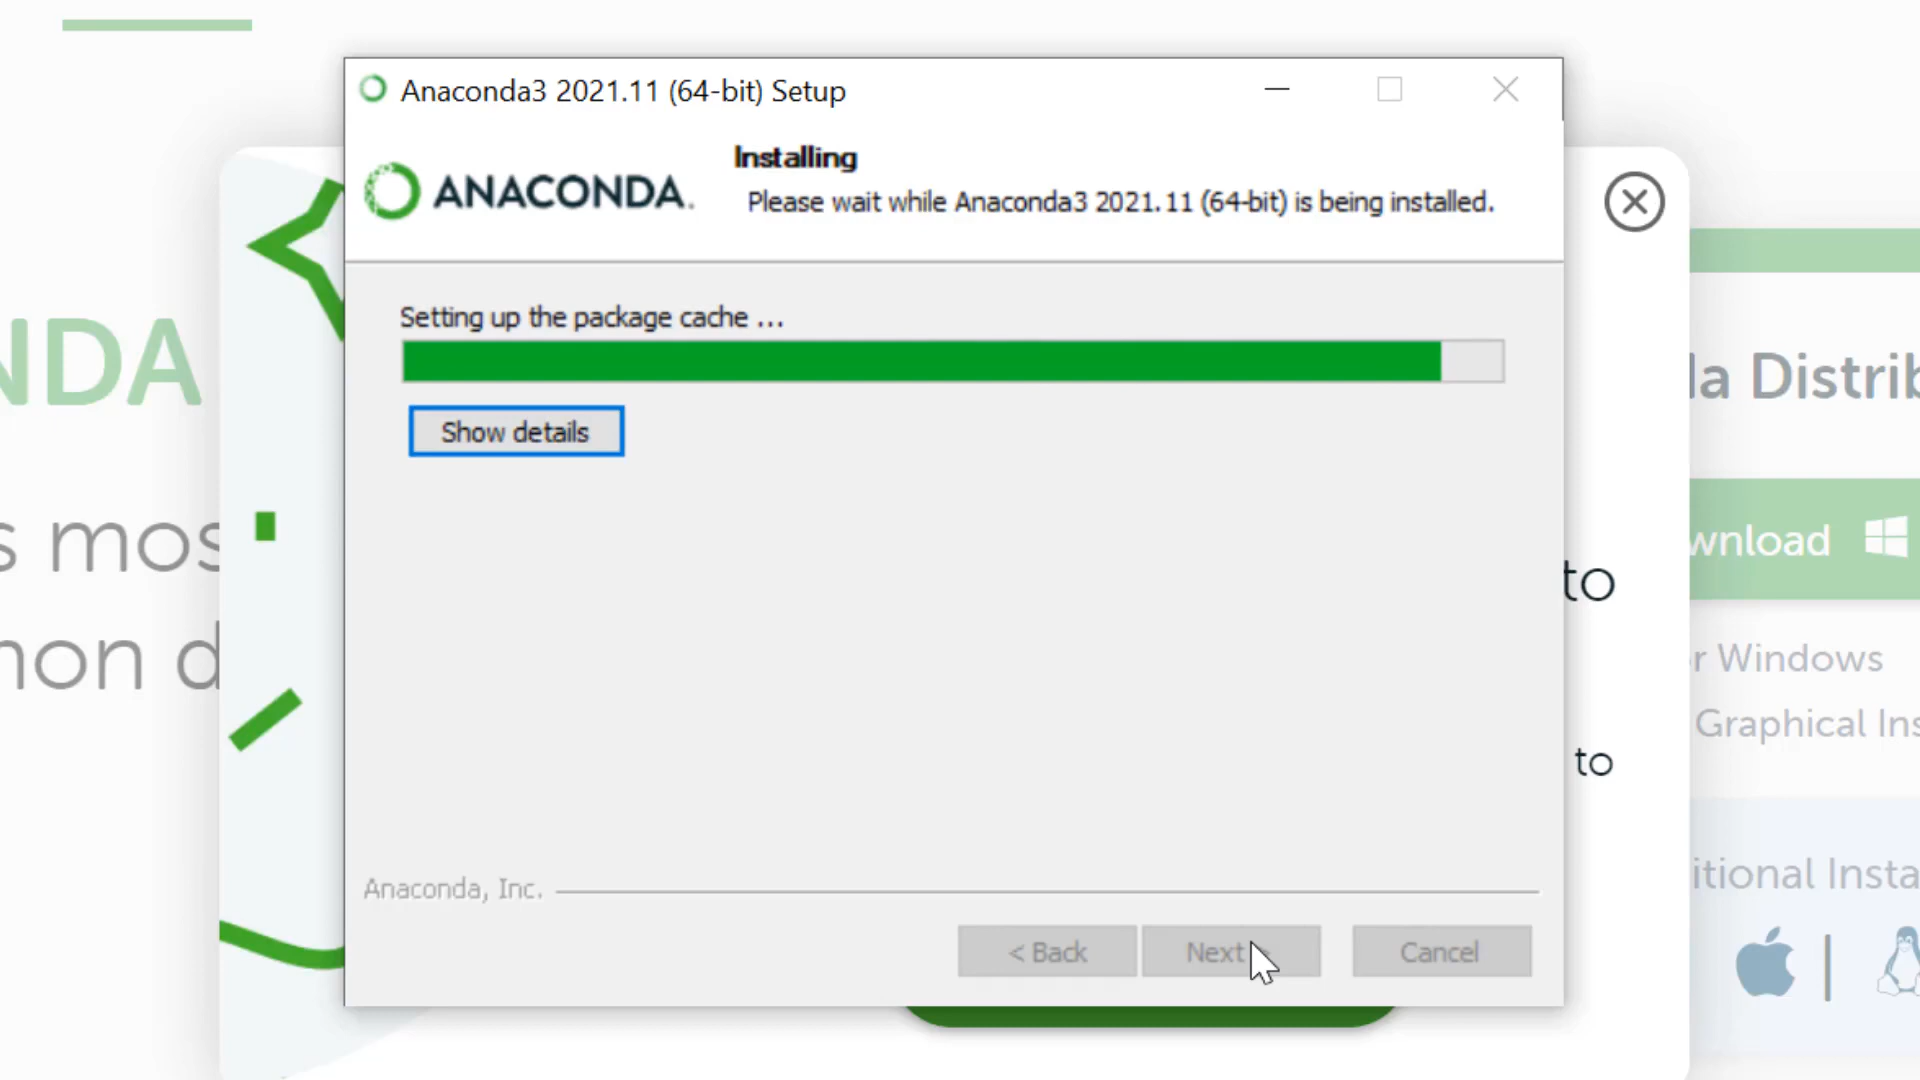 Anaconda3 2021.11 (64-bit) Setup
ANANCONDA.
Installing
Please wait while Anaconda3 2021.11 (64-bit) is being installed.
Setting up the package cache ...
Show details
NDA
s mos
non d
la Distrib
wnload
to
r Windows
Graphical Ins
to
itional Insta
Anaconda, Inc.
< Back
Next >
Cancel